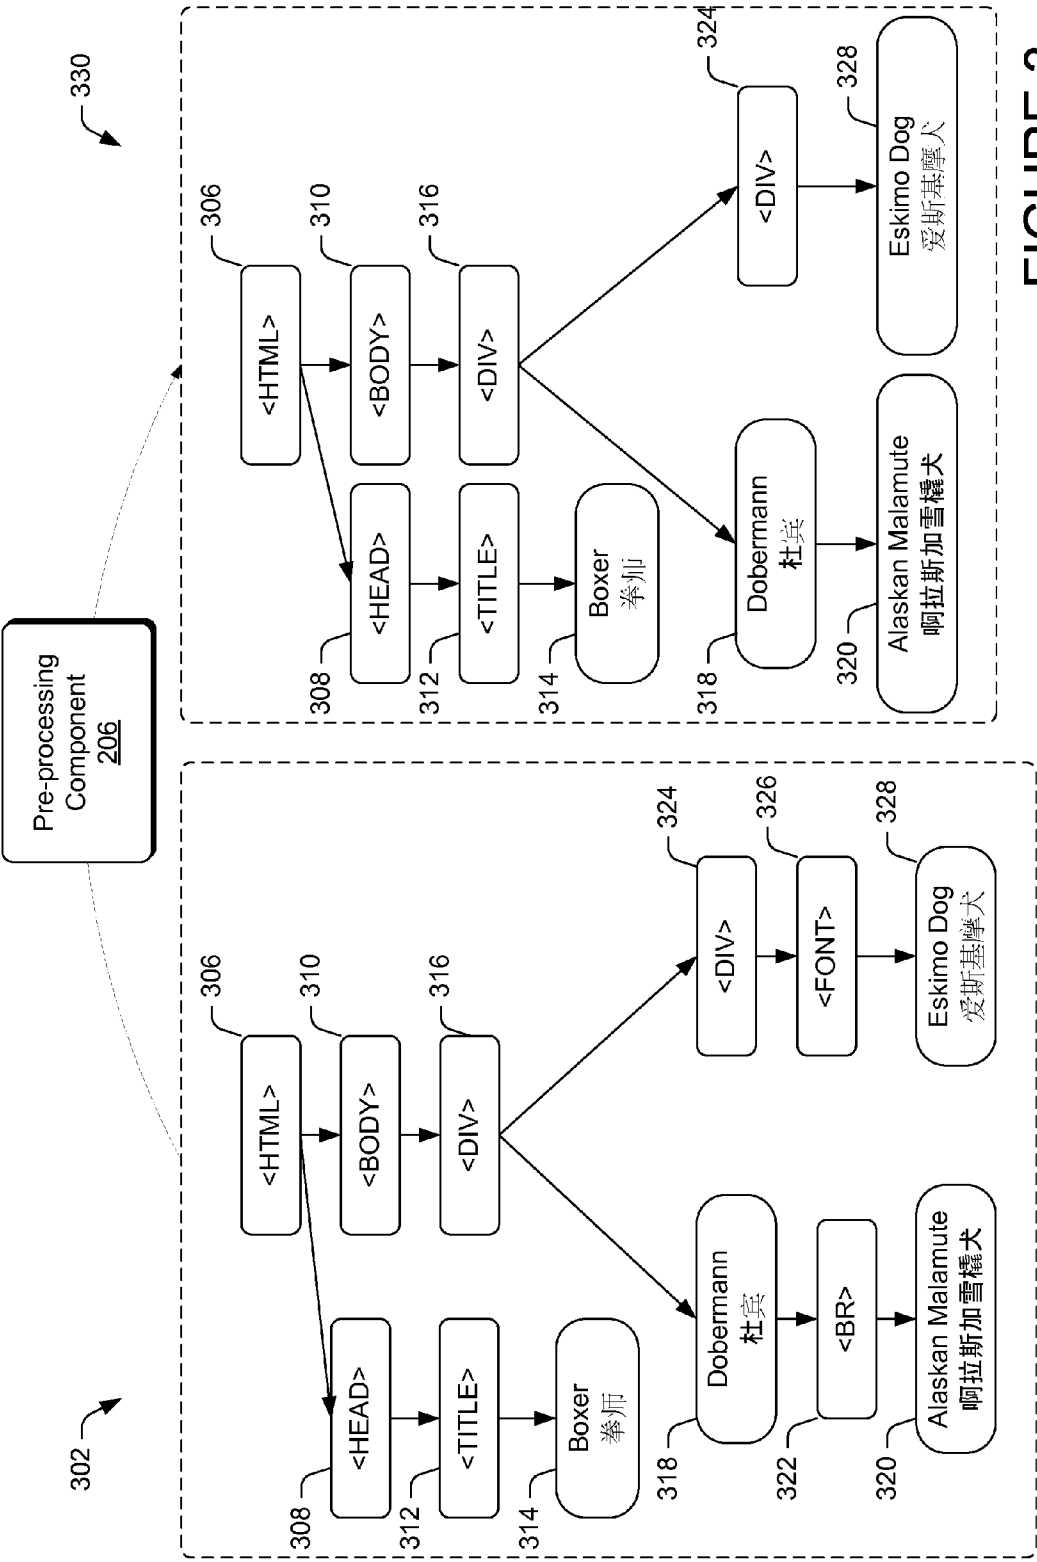 Pre-processing
Component
206
302
330
<HTML>
306
<HEAD>
308
<BODY>
310
<TITLE>
312
<DIV>
316
Boxer
拳师
314
Dobermann
杜宾
318
<DIV>
324
<BR>
322
<FONT>
326
Alaskan Malamute
啊拉斯加雪橇犬
320
Eskimo Dog
爱斯基摩犬
328
<HTML>
306
<HEAD>
308
<BODY>
310
<TITLE>
312
<DIV>
316
Boxer
拳师
314
Dobermann
杜宾
318
<DIV>
324
Alaskan Malamute
啊拉斯加雪橇犬
320
Eskimo Dog
爱斯基摩犬
328
FIGURE 3